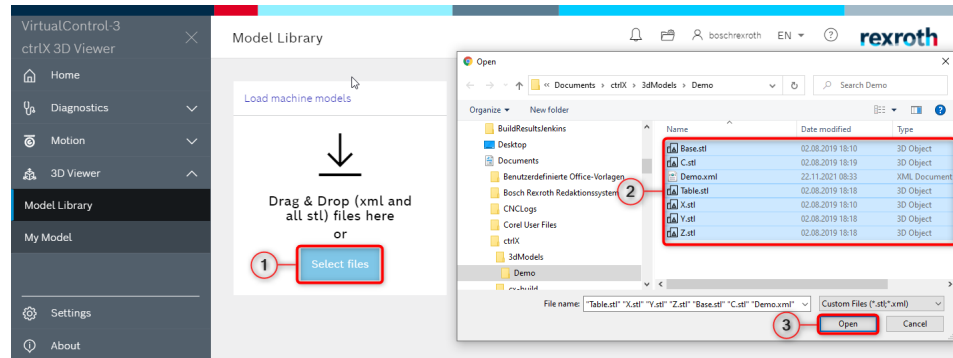 VirtualControl-3
ctrlX 3D Viewer
Home
Diagnostics
Motion
3D Viewer
Model Library
My Model
Settings
About
Model Library
boschrexroth EN ?
rexroth
Load machine models
Drag & Drop (xml and
all stl) files here
or
1
Select files
Open
« Documents > ctrlX > 3dModels > Demo
Search Demo
Organize New folder
?
BuildResultsJenkins
Desktop
Documents
Benutzerdefinierte Office-Vorlagen
Bosch Rexroth Redaktionssystem
CNCLogs
Corel User Files
ctrlX
3dModels
Demo
cx-build
2
Name Date modified Type
Base.stl 02.08.2019 18:10 3D Object
C.stl 02.08.2019 18:19 3D Object
Demo.xml 22.11.2021 08:33 XML Document
Table.stl 02.08.2019 18:18 3D Object
X.stl 02.08.2019 18:10 3D Object
Y.stl 02.08.2019 18:18 3D Object
Z.stl 02.08.2019 18:18 3D Object
File name: "Table.stl" "X.stl" "Y.stl" "Z.stl" "Base.stl" "C.stl" "Demo.xml" Custom Files (*.stl;*.xml)
3
Open Cancel